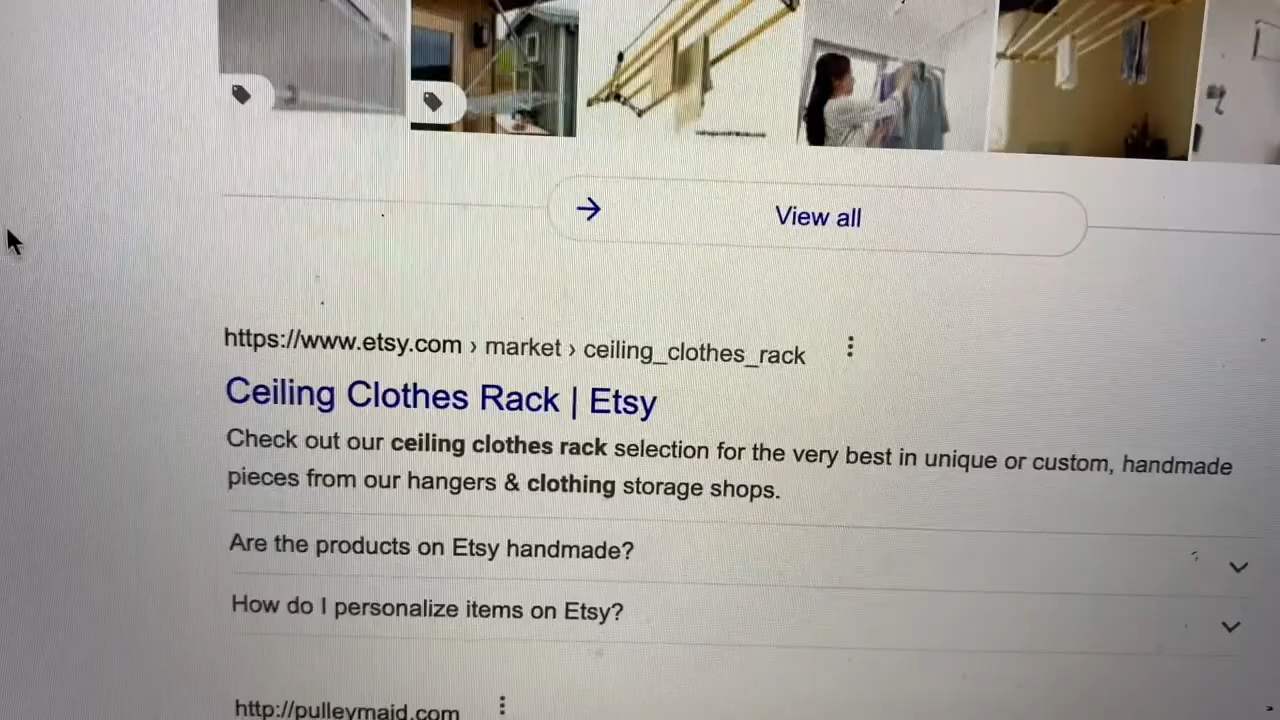 View all
https://www.etsy.com › market › ceiling_clothes_rack
Ceiling Clothes Rack | Etsy
Check out our ceiling clothes rack selection for the very best in unique or custom, handmade
pieces from our hangers & clothing storage shops.
Are the products on Etsy handmade?
How do I personalize items on Etsy?
http://pulleymaid.com